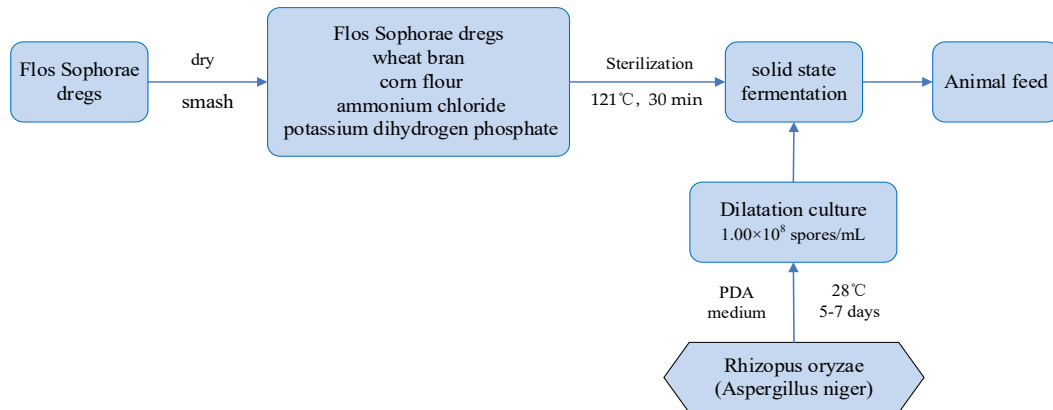 Flos Sophorae
dregs
dry
smash
Flos Sophorae dregs
wheat bran
corn flour
ammonium chloride
potassium dihydrogen phosphate
Sterilization
121℃, 30 min
solid state
fermentation
Animal feed
Dilatation culture
1.00×10⁸ spores/mL
PDA
medium
28℃
5-7 days
Rhizopus oryzae
(Aspergillus niger)